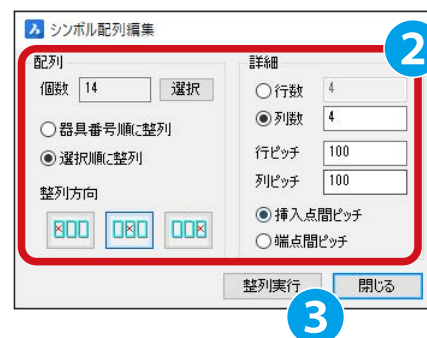 シンボル配列編集
2
配列
個数 14 選択
器具番号順に整列
選択順に整列
整列方向
詳細
行数 4
列数 4
行ピッチ 100
列ピッチ 100
挿入点間ピッチ
端点間ピッチ
整列実行 閉じる
3